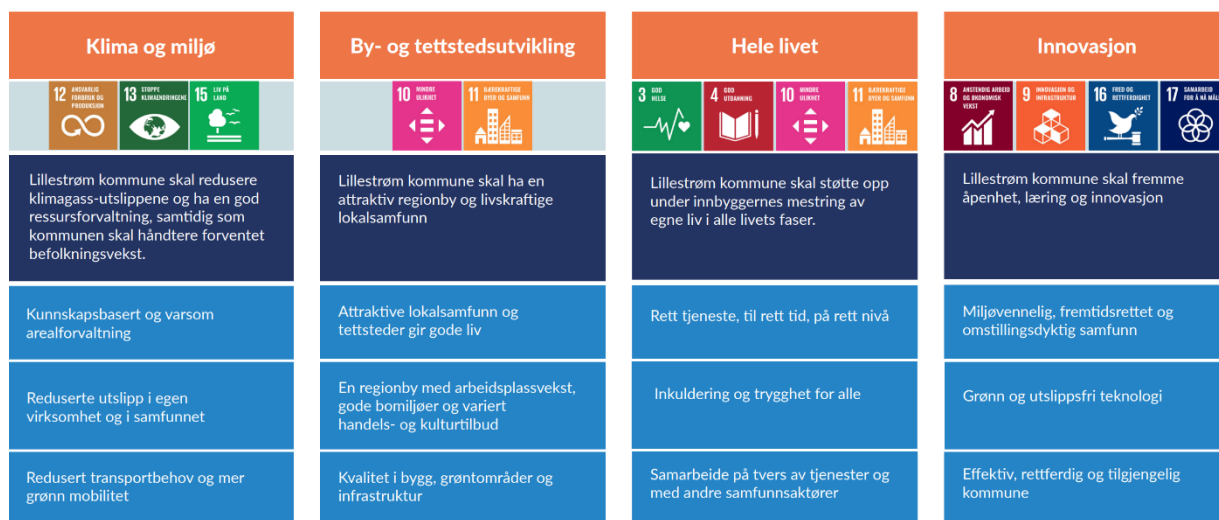 Klima og miljø
12 ANSVARLIG
FORBRUK OG
PRODUKSJON
13 STOPPE
KLIMAENDRINGENE
15 LIV PÅ
LAND
Lillestrøm kommune skal redusere
klimagass-utslippene og ha en god
ressursforvaltning, samtidig som
kommunen skal håndtere forventet
befolkningsvekst.
Kunnskapsbasert og varsom
arealforvaltning
Reduserte utslipp i egen
virksomhet og i samfunnet
Redusert transportbehov og mer
grønn mobilitet
By- og tettstedsutvikling
10 MINDRE
ULIKHET
11 BÆREKRAFTIGE
BYER OG SAMFUNN
Lillestrøm kommune skal ha en
attraktiv regionby og livskraftige
lokalsamfunn
Attraktive lokalsamfunn og
tettsteder gir gode liv
En regionby med arbeidsplassvekst,
gode bomiljøer og variert
handels- og kulturtilbud
Kvalitet i bygg, grøntområder og
infrastruktur
Hele livet
3 GOD
HELSE
4 GOD
UTDANNING
10 MINDRE
ULIKHET
11 BÆREKRAFTIGE
BYER OG SAMFUNN
Lillestrøm kommune skal støtte opp
under innbyggernes mestring av
egne liv i alle livets faser.
Rett tjeneste, til rett tid, på rett nivå
Inkuldering og trygghet for alle
Samarbeide på tvers av tjenester og
med andre samfunnsaktører
Innovasjon
8 ANSTENDIG ARBEID
OG ØKONOMISK
VEKST
9 INNOVASJON OG
INFRASTRUKTUR
16 FRED OG
RETTFERDIGHET
17 SAMARBEID
FOR Å NÅ MÅL
Lillestrøm kommune skal fremme
åpenhet, læring og innovasjon
Miljøvennelig, fremtidsrettet og
omstillingsdyktig samfunn
Grønn og utslippsfri teknologi
Effektiv, rettferdig og tilgjengelig
kommune